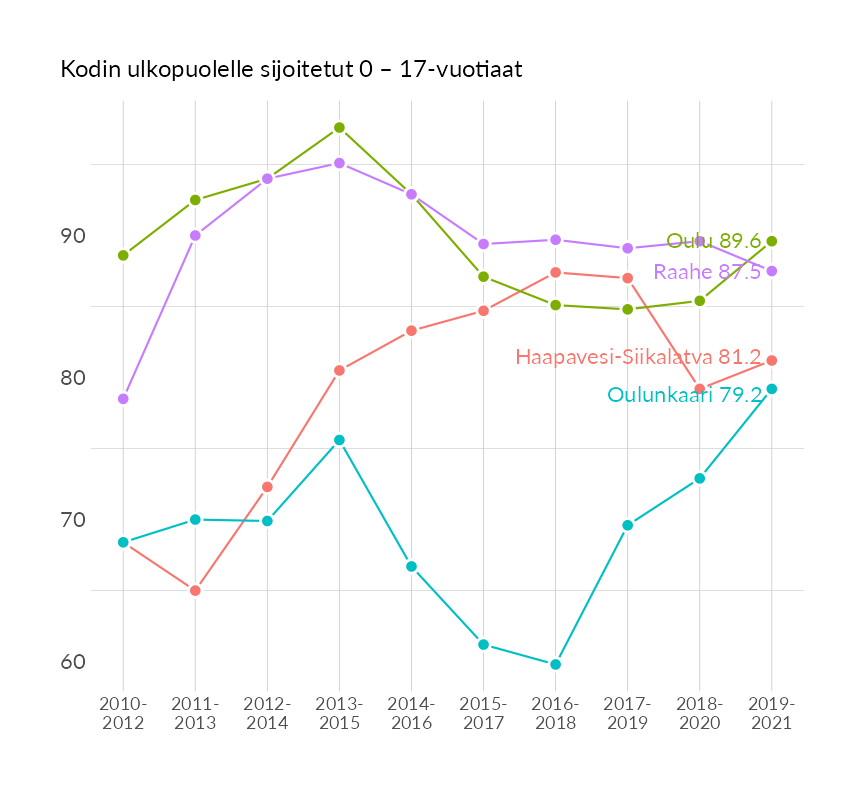 Kodin ulkopuolelle sijoitetut 0 – 17-vuotiaat
90
80
70
60
Oulu 89.6
Raahe 87.5
Haapavesi-Siikalatva 81.2
Oulunkaari 79.2
2010- 2011- 2012- 2013- 2014- 2015- 2016- 2017- 2018- 2019-
2012 2013 2014 2015 2016 2017 2018 2019 2020 2021